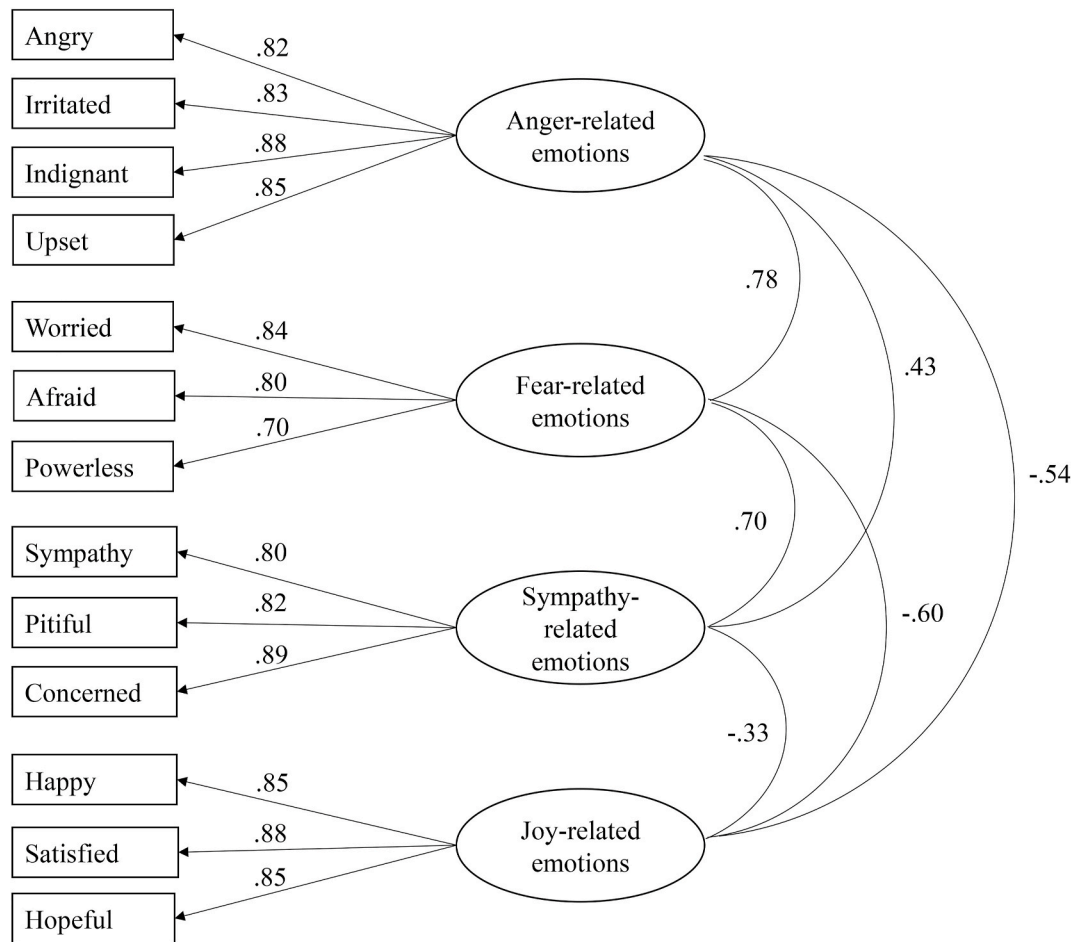 Angry
.82
Irritated
.83
Indignant
.88
Upset
.85
Anger-related
emotions
.78
.43
-.54
Worried
.84
Afraid
.80
Powerless
.70
Fear-related
emotions
.70
-.60
Sympathy
.80
Pitiful
.82
Concerned
.89
Sympathy-
related
emotions
-.33
Happy
.85
Satisfied
.88
Hopeful
.85
Joy-related
emotions